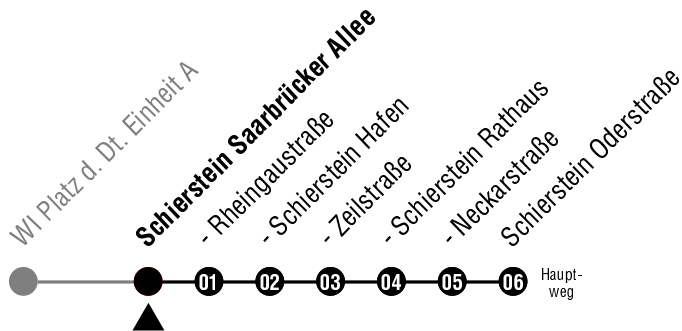 WI Platz d. Dt. Einheit A
Schierstein Saarbrücker Allee
- Rheingaustraße
- Schierstein Hafen
- Zeilstraße
- Schierstein Rathaus
- Neckarstraße
Schierstein Oderstraße
01 02 03 04 05 06
Haupt-
weg